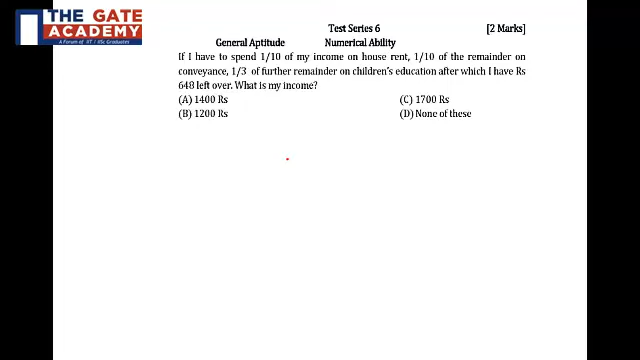 THE GATE
ACADEMY
A Forum of IIT / IISc Graduates
Test Series 6 [2 Marks]
General Aptitude Numerical Ability
If I have to spend 1/10 of my income on house rent, 1/10 of the remainder on
conveyance, 1/3 of further remainder on children's education after which I have Rs
648 left over. What is my income?
(A) 1400 Rs (C) 1700 Rs
(B) 1200 Rs (D) None of these